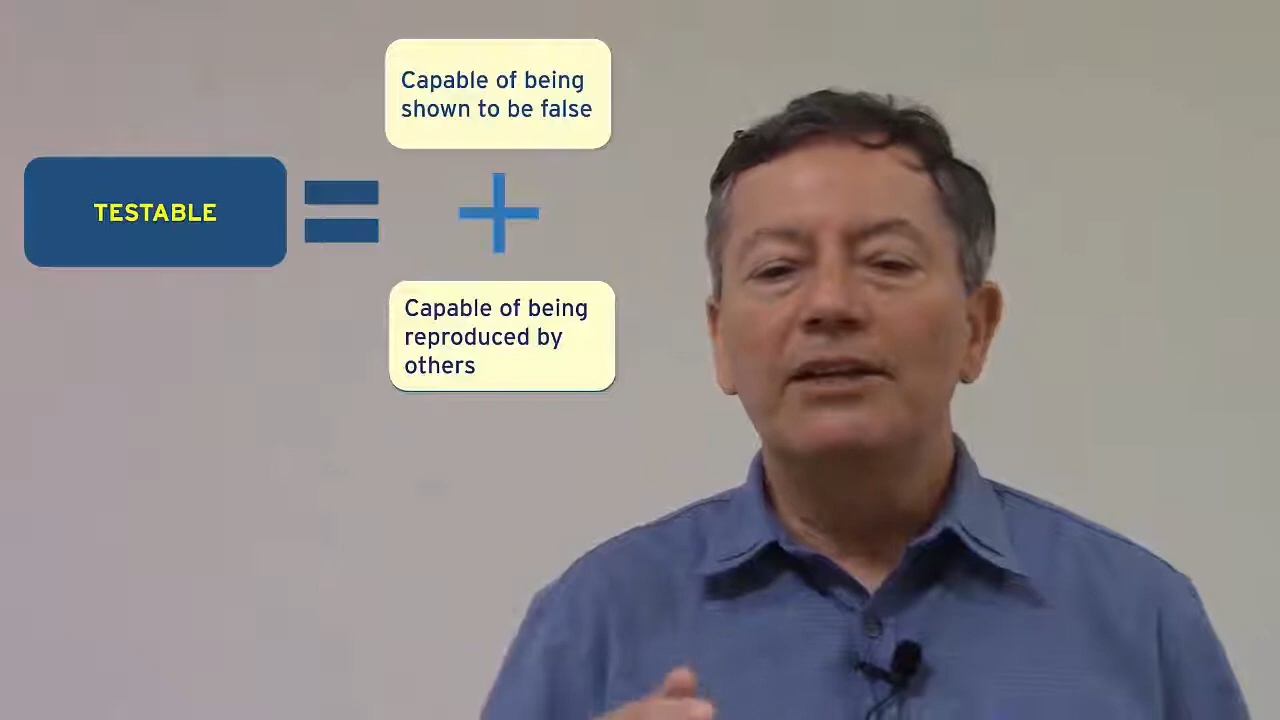 TESTABLE
Capable of being
shown to be false
Capable of being
reproduced by
others